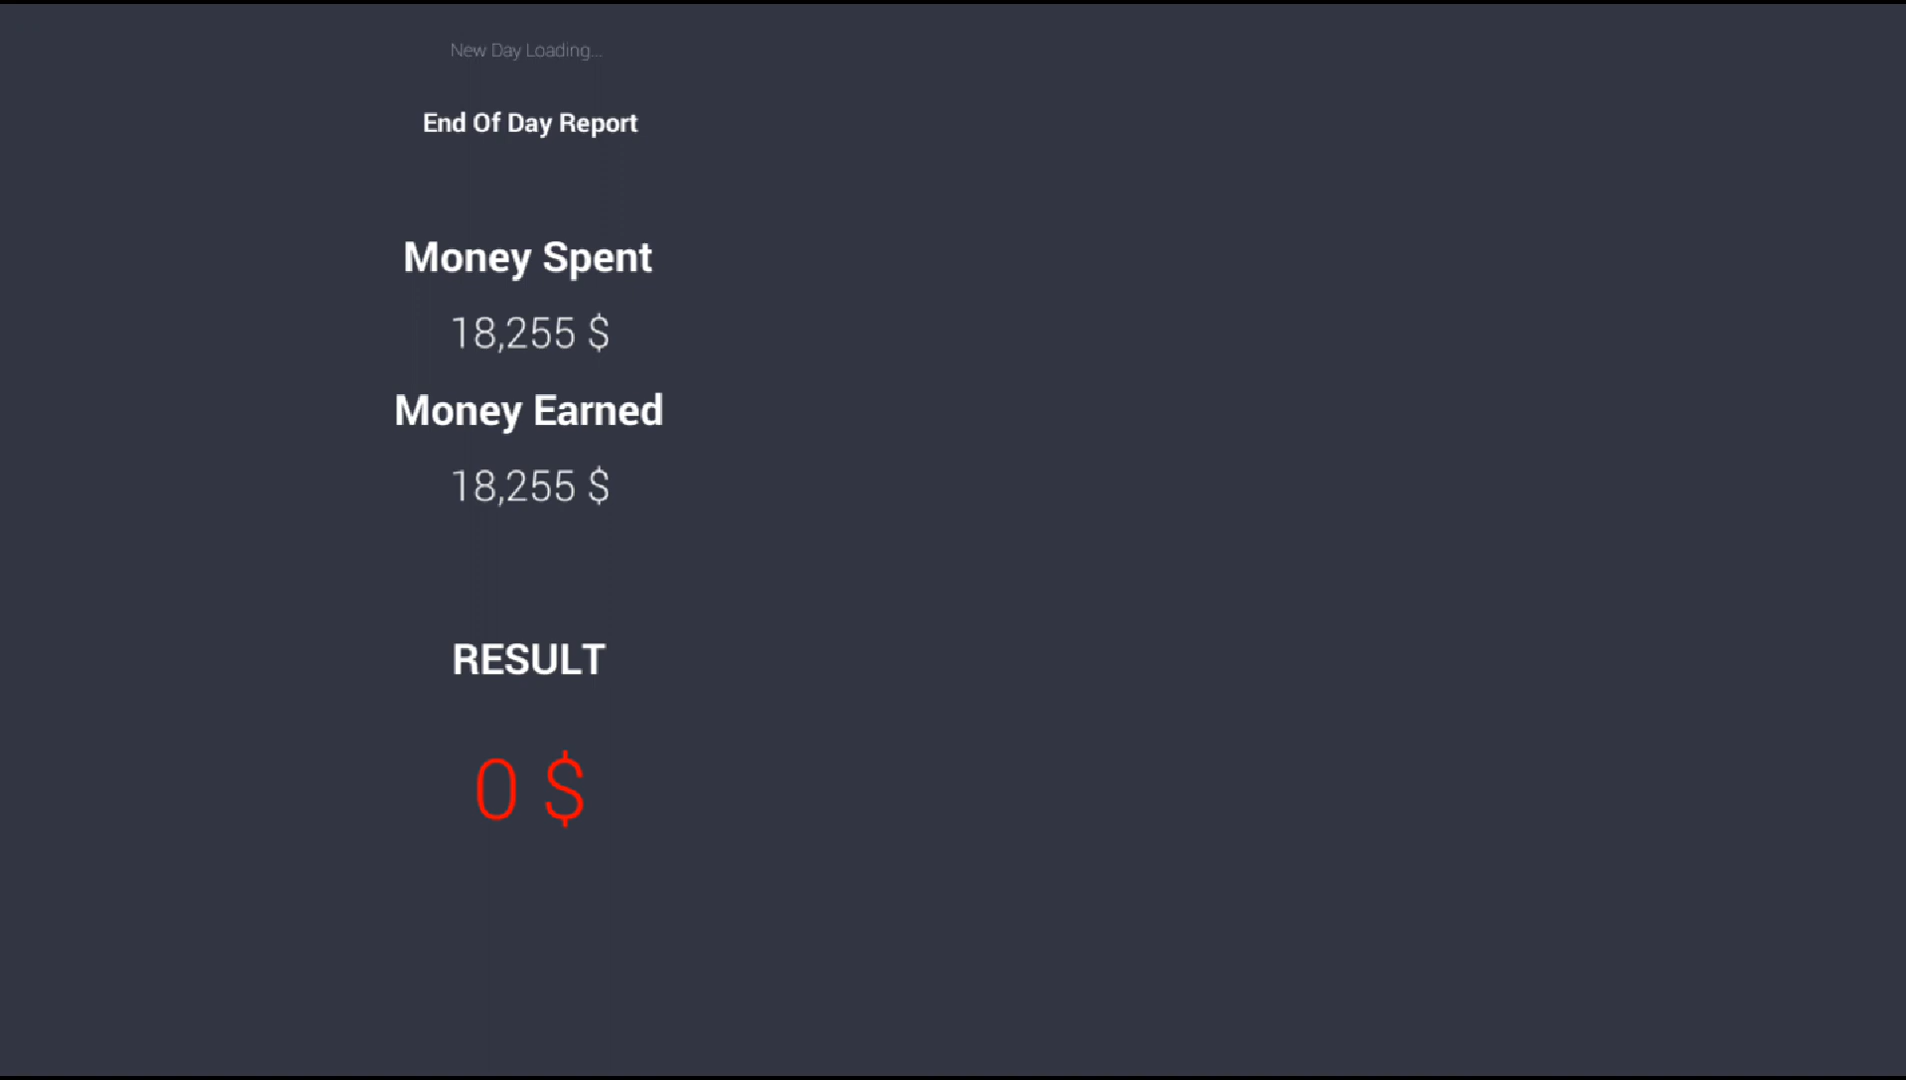 New Day Loading...
End Of Day Report
Money Spent
18,255 $
Money Earned
18,255 $
RESULT
0 $